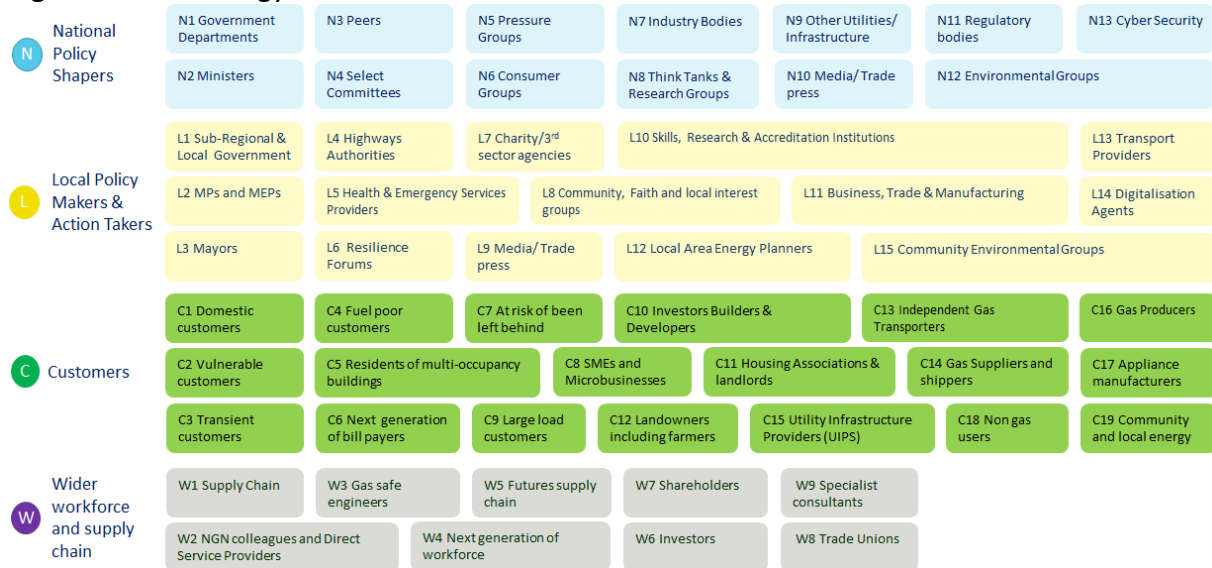 N
National
Policy
Shapers
N1 Government
Departments
N3 Peers
N5 Pressure
Groups
N7 Industry Bodies
N9 Other Utilities/
Infrastructure
N11 Regulatory
bodies
N13 Cyber Security
N2 Ministers
N4 Select
Committees
N6 Consumer
Groups
N8 Think Tanks &
Research Groups
N10 Media/ Trade
press
N12 Environmental Groups
L
Local Policy
Makers &
Action Takers
L1 Sub-Regional &
Local Government
L4 Highways
Authorities
L7 Charity/3rd
sector agencies
L10 Skills, Research & Accreditation Institutions
L13 Transport
Providers
L2 MPs and MEPs
L5 Health & Emergency Services
Providers
L8 Community, Faith and local interest
groups
L11 Business, Trade & Manufacturing
L14 Digitalisation
Agents
L3 Mayors
L6 Resilience
Forums
L9 Media/ Trade
press
L12 Local Area Energy Planners
L15 Community Environmental Groups
C
Customers
C1 Domestic
customers
C4 Fuel poor
customers
C7 At risk of been
left behind
C10 Investors Builders &
Developers
C13 Independent Gas
Transporters
C16 Gas Producers
C2 Vulnerable
customers
C5 Residents of multi-occupancy
buildings
C8 SMEs and
Microbusinesses
C11 Housing Associations &
landlords
C14 Gas Suppliers and
shippers
C17 Appliance
manufacturers
C3 Transient
customers
C6 Next generation
of bill payers
C9 Large load
customers
C12 Landowners
including farmers
C15 Utility Infrastructure
Providers (UIPS)
C18 Non gas
users
C19 Community
and local energy
W
Wider
workforce
and supply
chain
W1 Supply Chain
W3 Gas safe
engineers
W5 Futures supply
chain
W7 Shareholders
W9 Specialist
consultants
W2 NGN colleagues and Direct
Service Providers
W4 Next generation of
workforce
W6 Investors
W8 Trade Unions